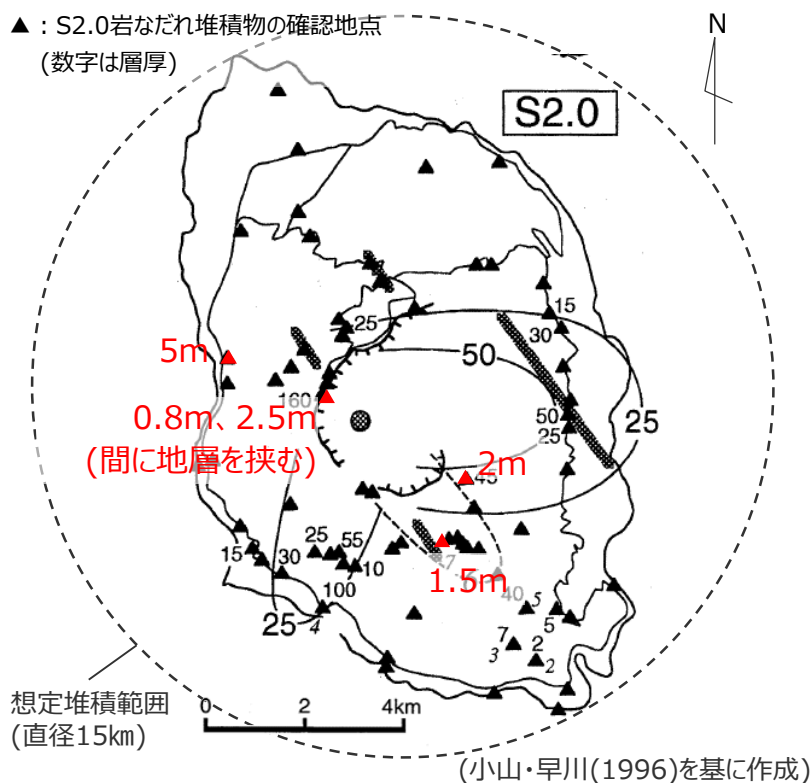 ▲：S2.0岩なだれ堆積物の確認地点
(数字は層厚)
N
S2.0
15
25
30
50
5m
160
50
25
25
0.8m、2.5m
(間に地層を挟む)
2m
45
25
55
15
30
10
1.5m
40
100
25
4
5
5
7
3
2
2
想定堆積範囲
(直径15㎞)
0 2 4km
(小山・早川(1996)を基に作成)